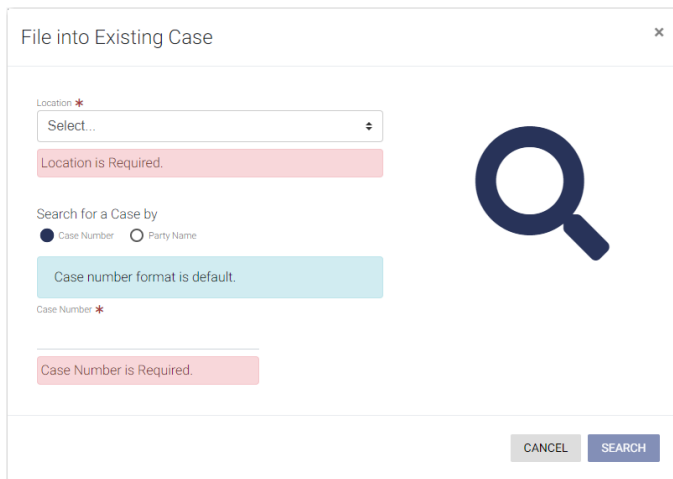 File into Existing Case
×
Location *
Select...
Location is Required.
Search for a Case by
Case Number Party Name
Case number format is default.
Case Number *
Case Number is Required.
CANCEL SEARCH